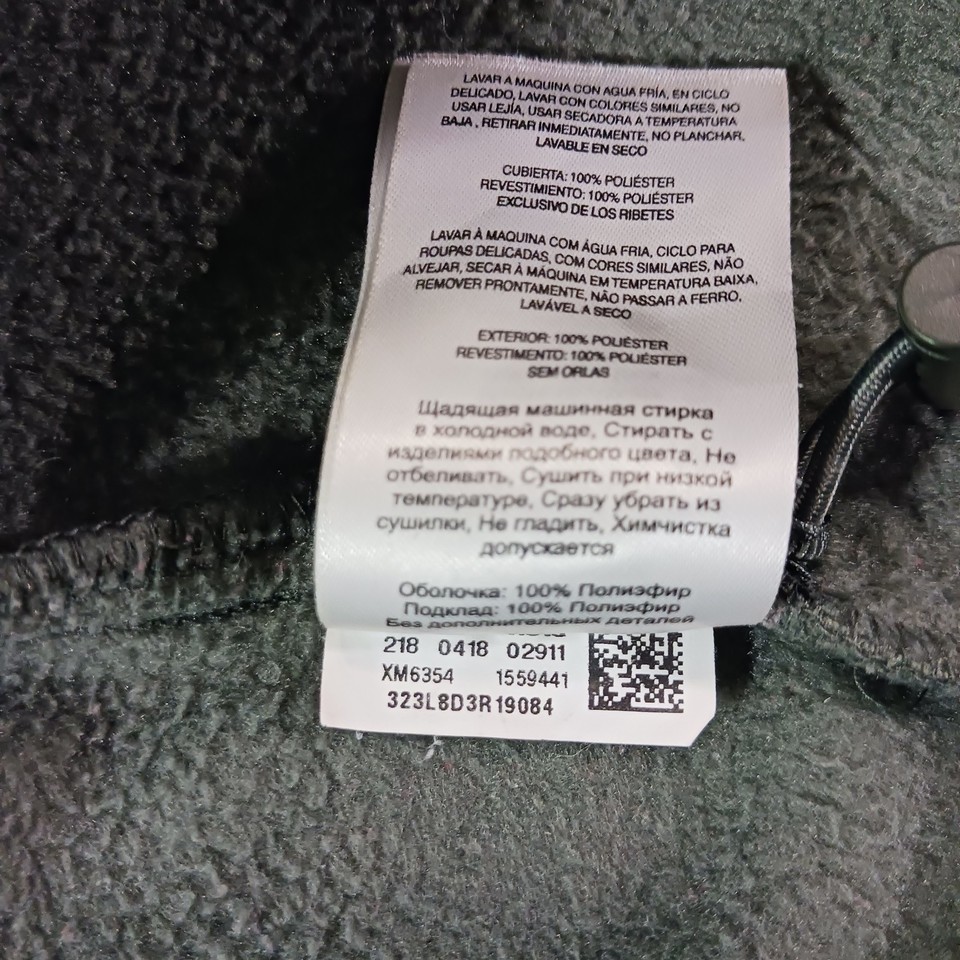 LAVAR A MAQUINA CON AGUA FRÍA, EN CICLO
DELICADO, LAVAR CON COLORES SIMILARES, NO
USAR LEJÍA, USAR SECADORA A TEMPERATURA
BAJA , RETIRAR INMEDIATAMENTE, NO PLANCHAR.
LAVABLE EN SECO
CUBIERTA: 100% POLIÉSTER
REVESTIMIENTO: 100% POLIÉSTER
EXCLUSIVO DE LOS RIBETES
LAVAR À MAQUINA COM ÁGUA FRIA, CICLO PARA
ROUPAS DELICADAS, COM CORES SIMILARES, NÃO
ALVEJAR, SECAR À MÁQUINA EM TEMPERATURA BAIXA,
REMOVER PRONTAMENTE, NÃO PASSAR A FERRO.
LAVÁVEL A SECO
EXTERIOR: 100% POLIÉSTER
REVESTIMENTO: 100% POLIÉSTER
SEM ORLAS
Щадящая машинная стирка
в холодной воде, Стирать с
изделиями подобного цвета, Не
отбеливать, Сушить при низкой
температуре, Сразу убрать из
сушилки, Не гладить, Химчистка
допускается
Оболочка: 100% Полиэфир
Подклад: 100% Полиэфир
Без дополнительных деталей
218 0418 02911
XM6354 1559441
323L8D3R19084